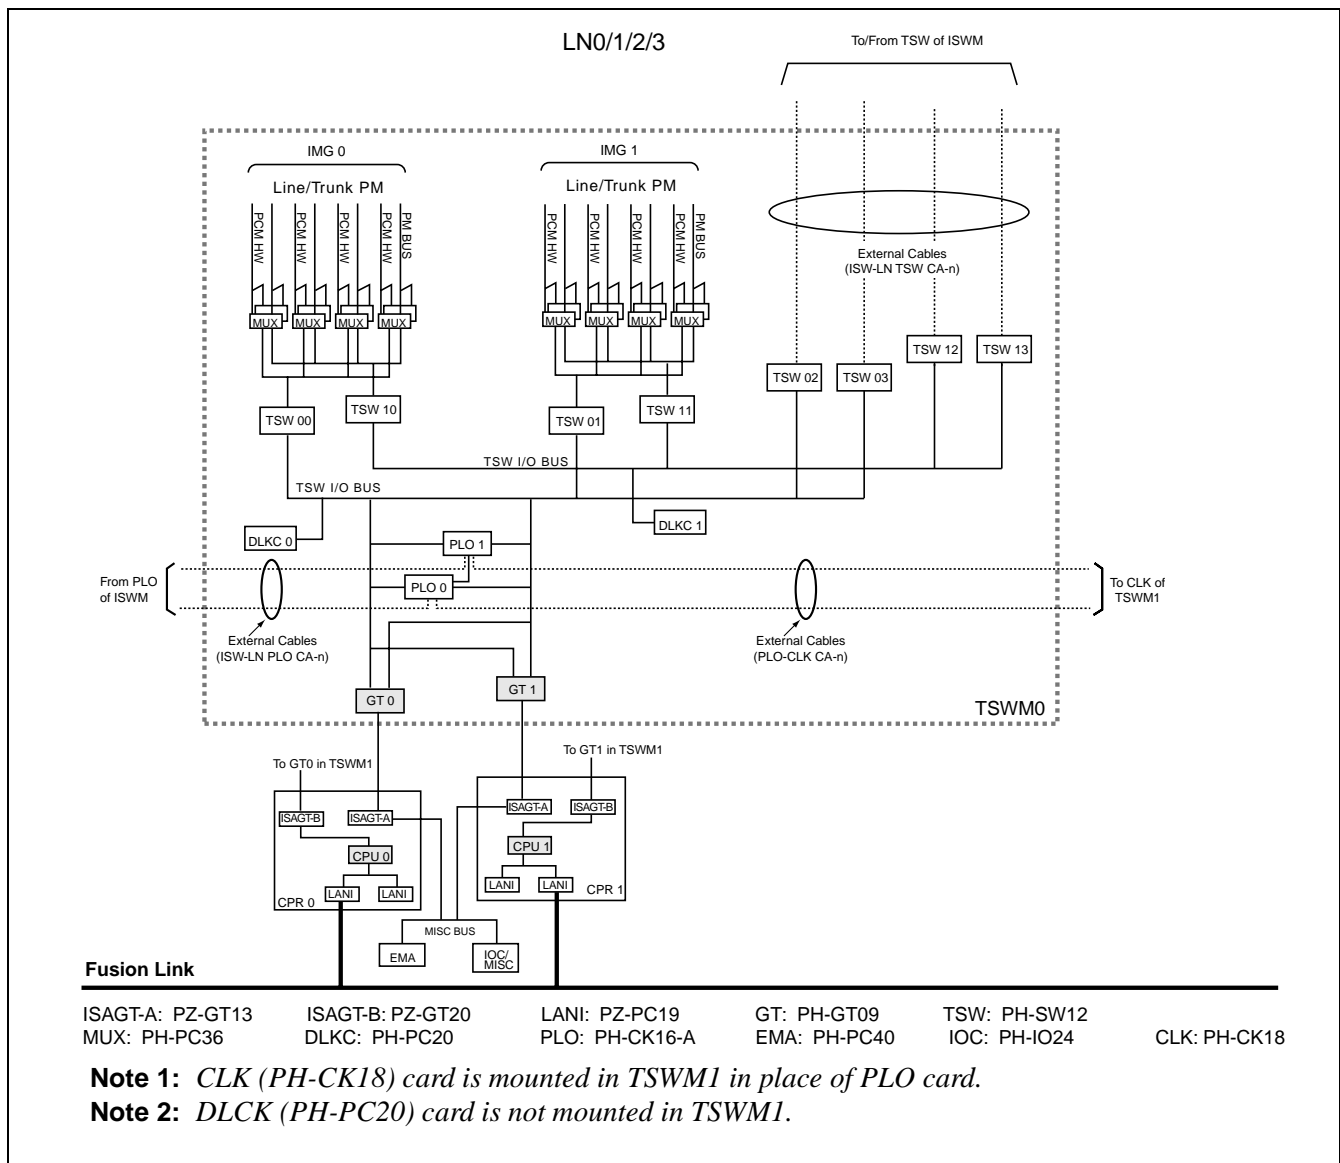 LN0/1/2/3
To/From TSW of ISWM
IMG 0
IMG 1
Line/Trunk PM
Line/Trunk PM
PCM HW
PCM HW
PCM HW
PCM HW
PM BUS
PCM HW
PCM HW
PCM HW
PCM HW
PM BUS
External Cables
(ISW-LN TSW CA-n)
MUX
MUX
MUX
MUX
MUX
MUX
MUX
MUX
TSW 12
TSW 13
TSW 02
TSW 03
TSW 00
TSW 10
TSW 01
TSW 11
TSW I/O BUS
TSW I/O BUS
DLKC 0
DLKC 1
PLO 1
PLO 0
From PLO
of ISWM
To CLK of
TSWM1
External Cables
(ISW-LN PLO CA-n)
External Cables
(PLO-CLK CA-n)
GT 0
GT 1
TSWM0
To GT0 in TSWM1
To GT1 in TSWM1
ISAGT-B
ISAGT-A
ISAGT-A
ISAGT-B
CPU 0
CPU 1
LANI
LANI
LANI
LANI
CPR 0
CPR 1
MISC BUS
EMA
IOC/
MISC
Fusion Link
ISAGT-A: PZ-GT13 ISAGT-B: PZ-GT20 LANI: PZ-PC19 GT: PH-GT09 TSW: PH-SW12
MUX: PH-PC36 DLKC: PH-PC20 PLO: PH-CK16-A EMA: PH-PC40 IOC: PH-IO24 CLK: PH-CK18
Note 1: CLK (PH-CK18) card is mounted in TSWM1 in place of PLO card.
Note 2: DLCK (PH-PC20) card is not mounted in TSWM1.